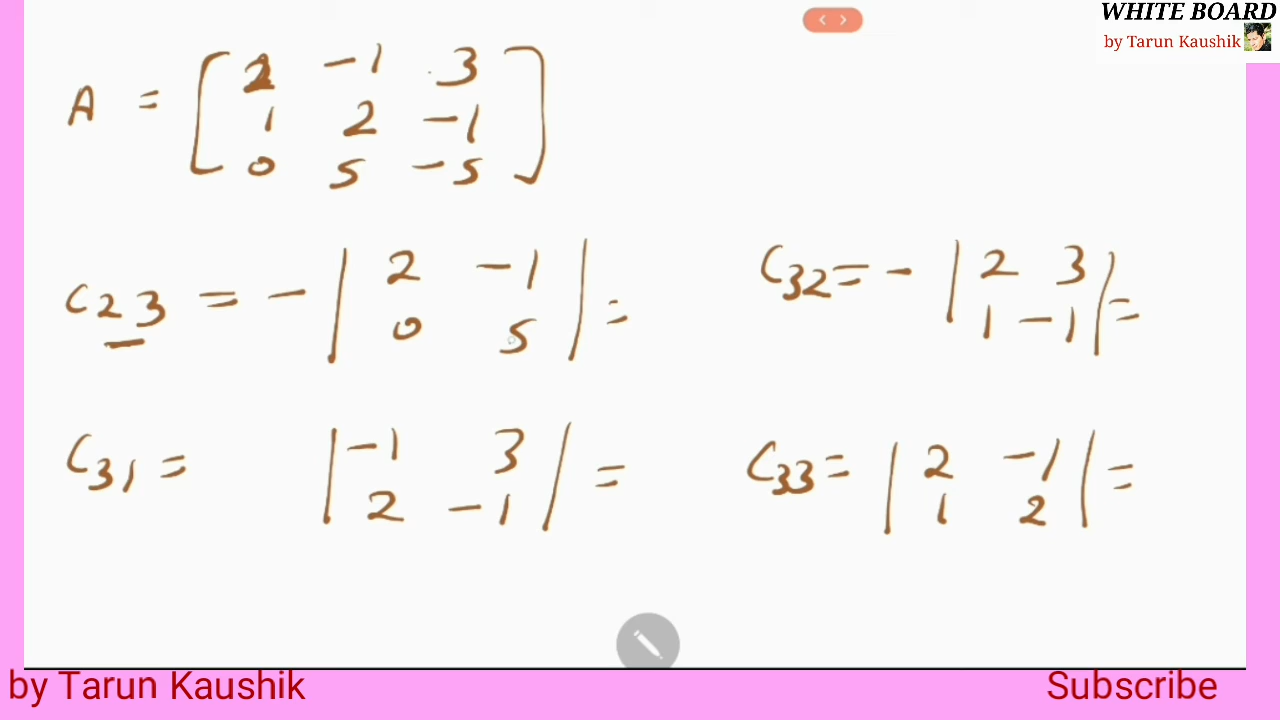 WHITE BOARD
by Tarun Kaushik
A = [ 2 -1 3
1 2 -1
0 5 -5 ]
C23 = - | 2 -1
0 5 | =
C32 = - | 2 3
1 -1 | =
C31 = | -1 3
2 -1 | =
C33 = | 2 -1
1 2 | =
by Tarun Kaushik
Subscribe